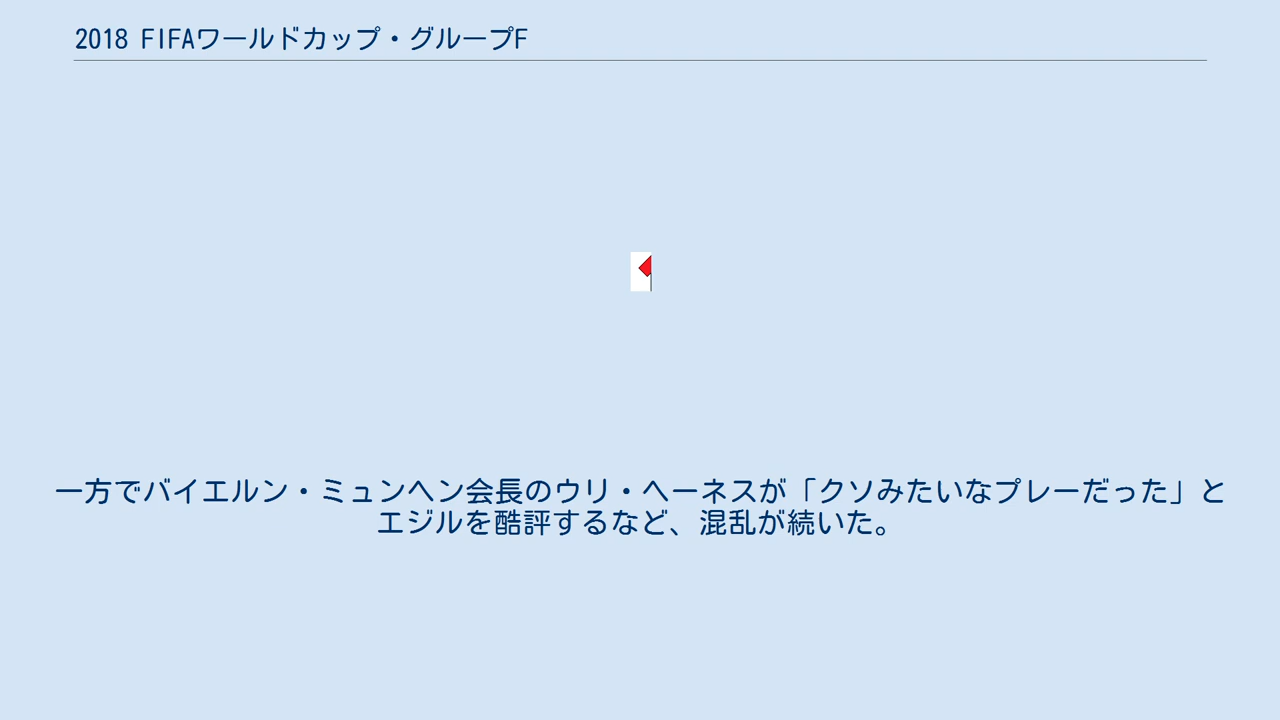 2018 FIFAワールドカップ・グループF
一方でバイエルン・ミュンヘン会長のウリ・ヘーネスが「クソみたいなプレーだった」と
エジルを酷評するなど、混乱が続いた。